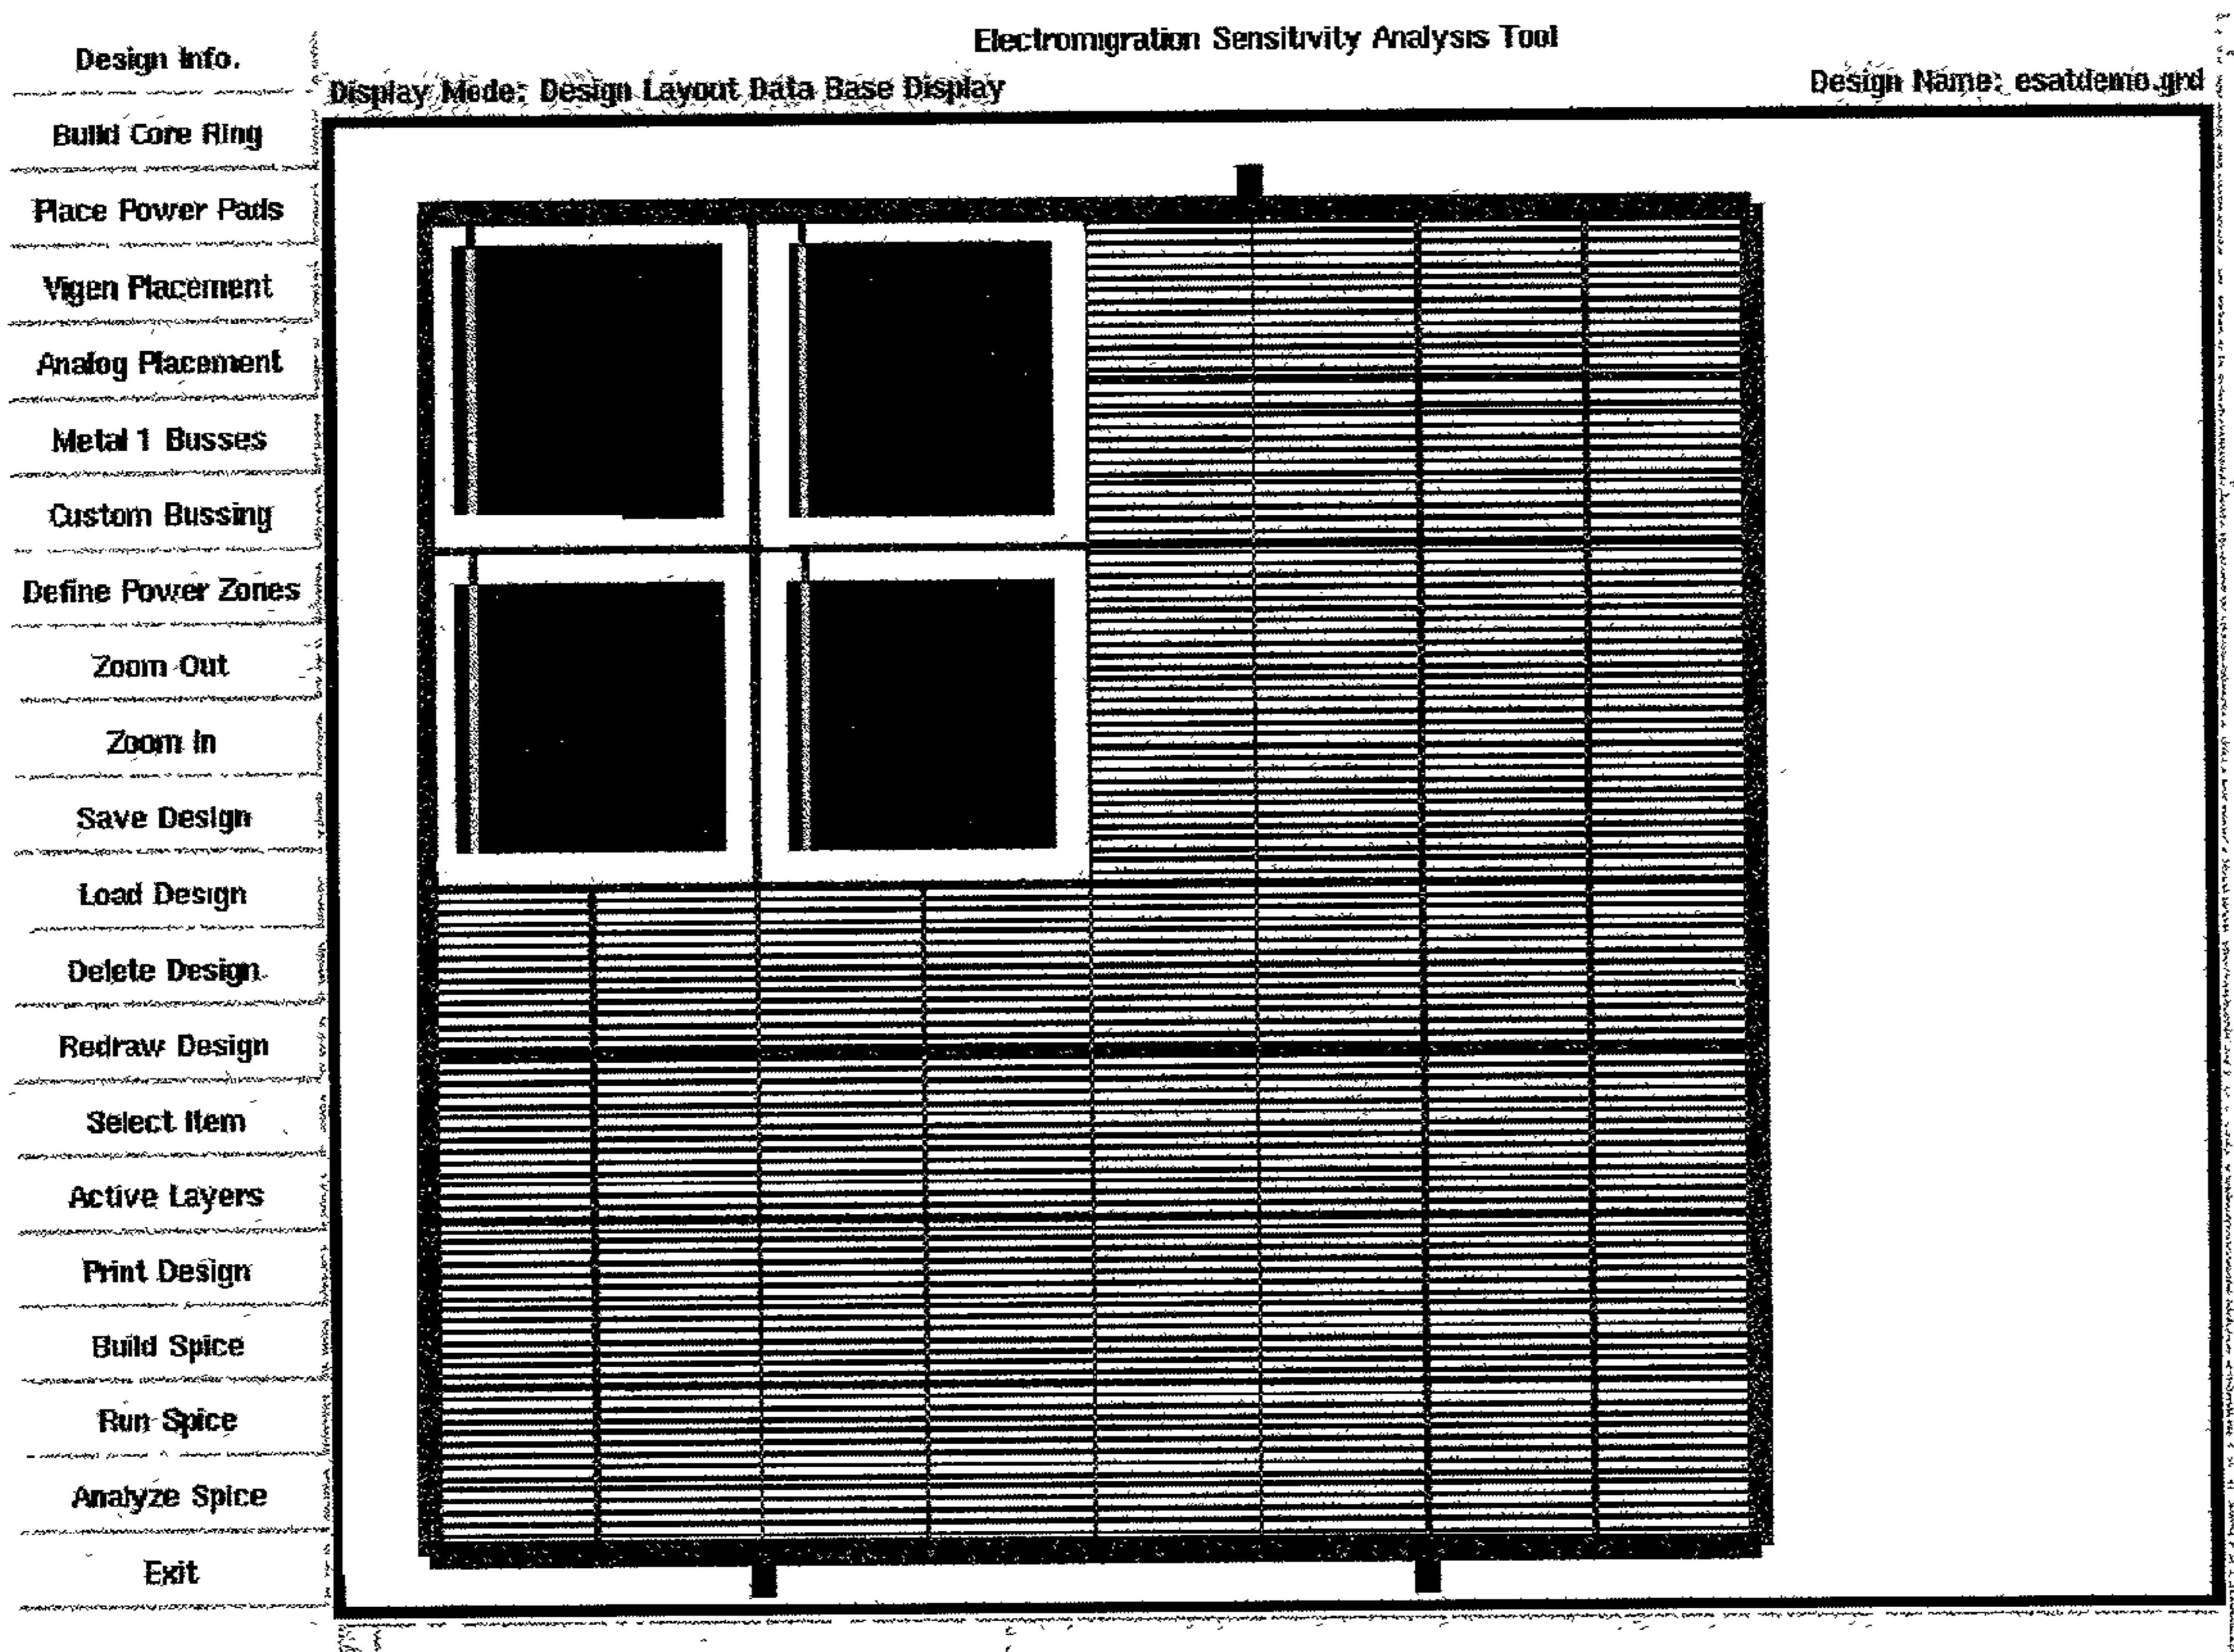 Electromigration Sensitivity Analysis Tool
Display Mode: Design Layout Data Base Display
Design Name: esatdemo.grd
Design Info.
Build Core Ring
Place Power Pads
Vigen Placement
Analog Placement
Metal 1 Busses
Custom Bussing
Define Power Zones
Zoom Out
Zoom In
Save Design
Load Design
Delete Design
Redraw Design
Select Item
Active Layers
Print Design
Build Spice
Run Spice
Analyze Spice
Exit